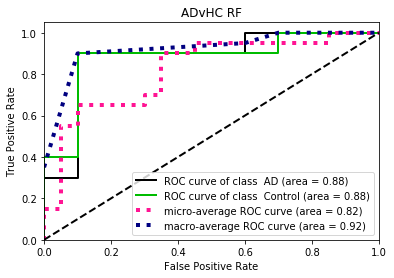 ADvHC RF
1.0
0.8
0.6
0.4
0.2
0.0
True Positive Rate
ROC curve of class  AD (area = 0.88)
ROC curve of class  Control (area = 0.88)
micro-average ROC curve (area = 0.82)
macro-average ROC curve (area = 0.92)
0.0 0.2 0.4 0.6 0.8 1.0
False Positive Rate